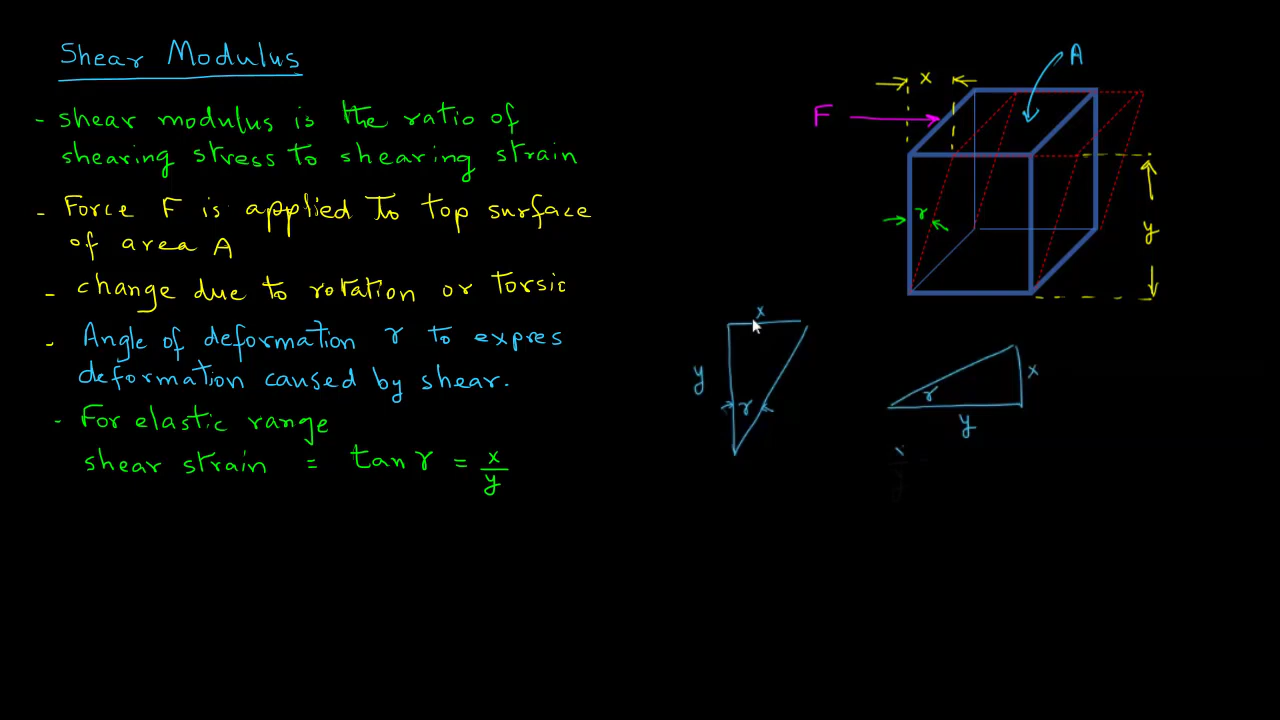 Shear Modulus
- shear modulus is the ratio of
shearing stress to shearing strain
- Force F is applied to top surface
of area A
- change due to rotation or torsio
- Angle of deformation r to expres
deformation caused by shear.
- For elastic range
shear strain = tan r = x/y
A
x
F
r
y
x
y
r
x
r
y